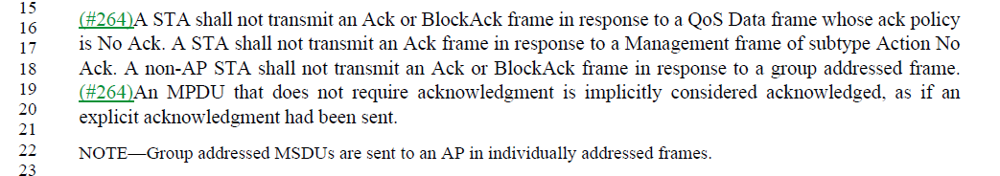 15
16
17
18
19
20
21
22
23
(#264)A STA shall not transmit an Ack or BlockAck frame in response to a QoS Data frame whose ack policy
is No Ack. A STA shall not transmit an Ack frame in response to a Management frame of subtype Action No
Ack. A non-AP STA shall not transmit an Ack or BlockAck frame in response to a group addressed frame.
(#264)An MPDU that does not require acknowledgment is implicitly considered acknowledged, as if an
explicit acknowledgment had been sent.
NOTE—Group addressed MSDUs are sent to an AP in individually addressed frames.